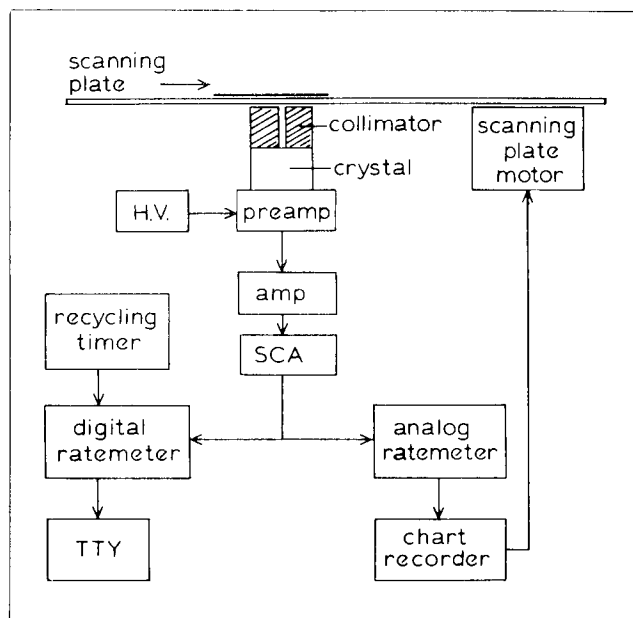 scanning
plate
collimator
scanning
plate
motor
crystal
H.V.
preamp
amp
recycling
timer
SCA
digital
ratemeter
analog
ratemeter
TTY
chart
recorder